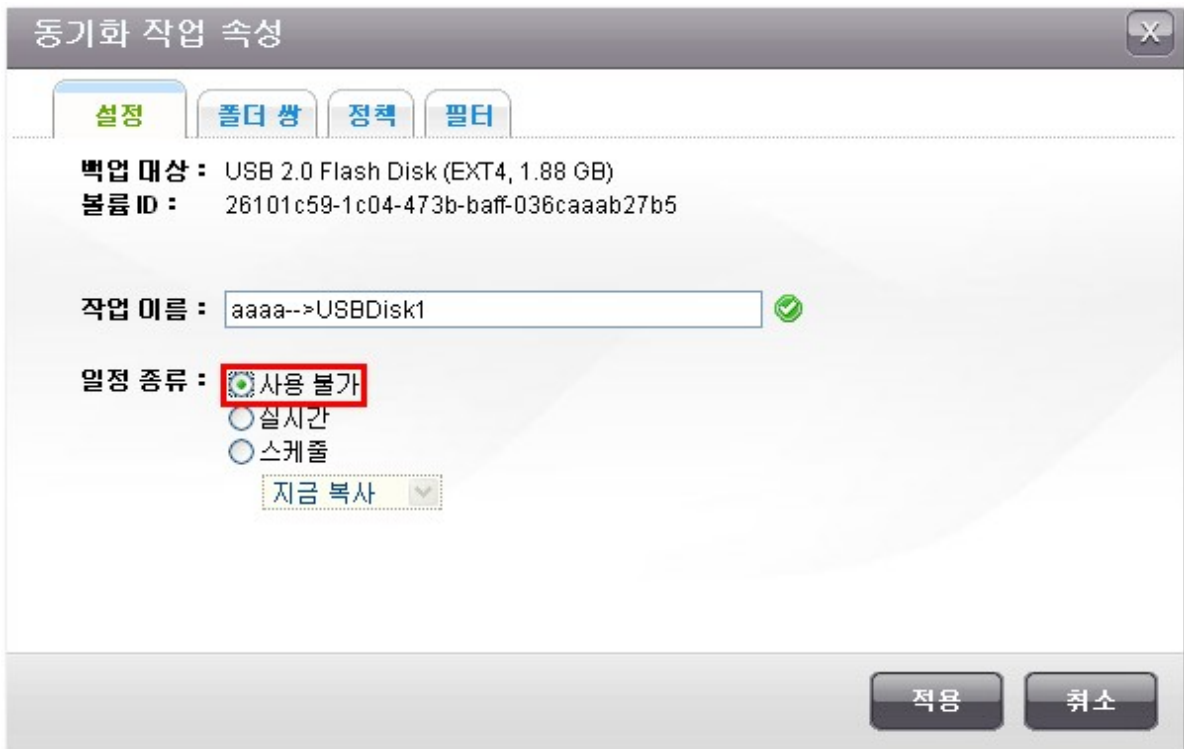 동기화 작업 속성
X
설정 폴더 쌍 정책 필터
백업 대상 : USB 2.0 Flash Disk (EXT4, 1.88 GB)
볼륨 ID : 26101c59-1c04-473b-baff-036caaab27b5
작업 이름 : aaaa-->USBDisk1
일정 종류 : 사용 불가
실시간
스케줄
지금 복사
적용 취소